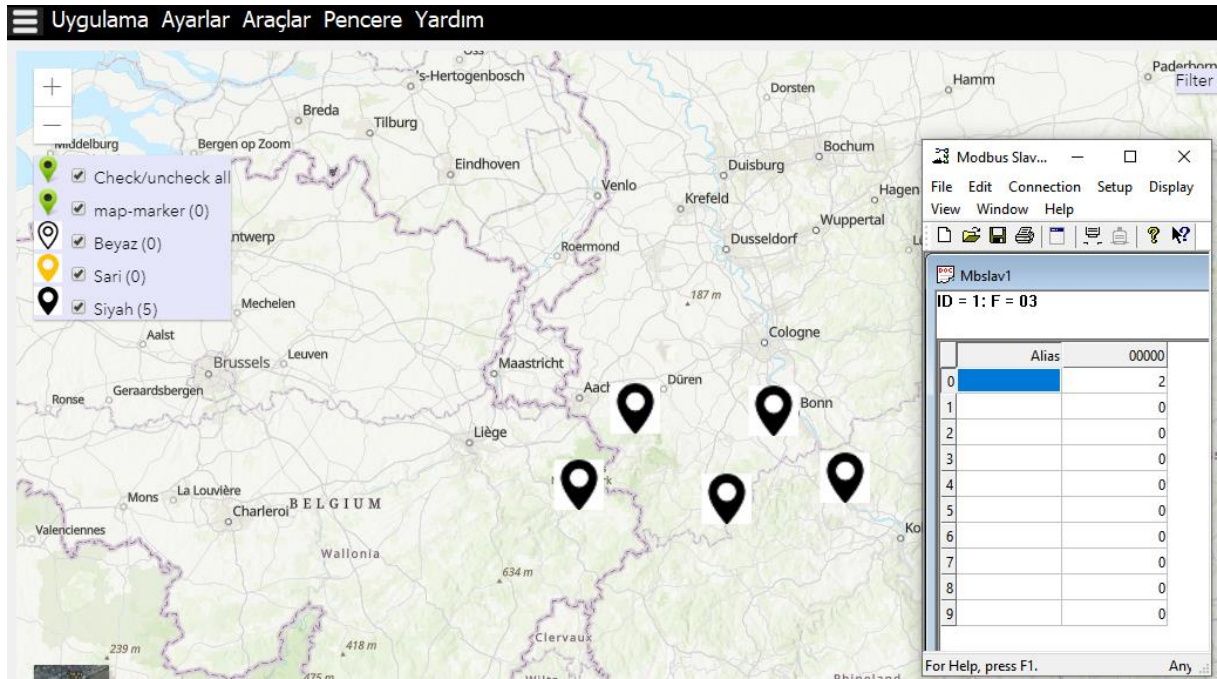 Uygulama Ayarlar Araçlar Pencere Yardım
's-Hertogenbosch
Dorsten
Hamm
Filter
Breda
Tilburg
Bergen op Zoom
Eindhoven
Duisburg
Bochum
Venlo
Krefeld
Hagen
Wuppertal
Dusseldorf
Roermond
Check/uncheck all
map-marker (0)
Beyaz (0)
Sari (0)
Siyah (5)
Mechelen
187 m
Aalst
Brussels
Leuven
Maastricht
Cologne
Ronse
Geraardsbergen
Düren
Bonn
Liège
Mons
La Louvière
Charleroi
BELGIUM
Valenciennes
Wallonia
634 m
Clervaux
239 m
418 m
475 m
Modbus Slav...
File Edit Connection Setup Display
View Window Help
Mbslav1
ID = 1: F = 03
Alias 00000
0 2
1 0
2 0
3 0
4 0
5 0
6 0
7 0
8 0
9 0
For Help, press F1. Any